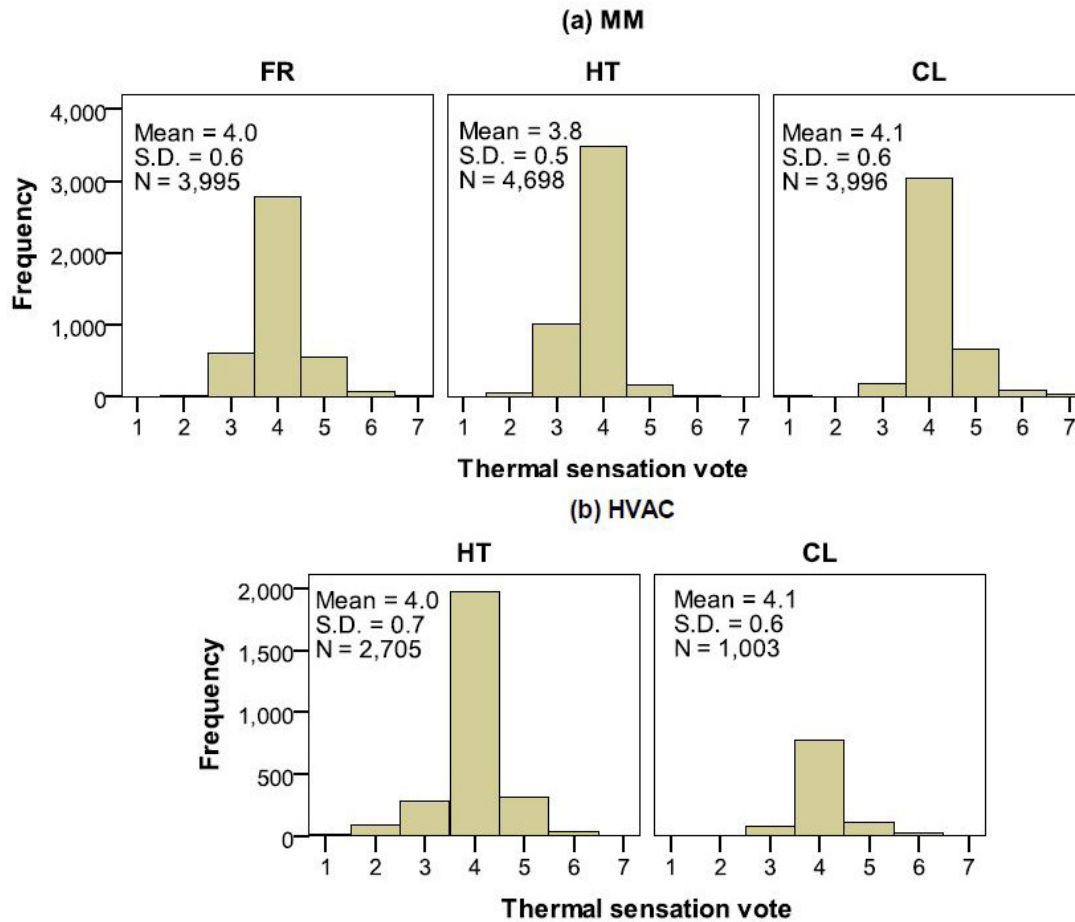 (a) MM
FR HT CL
4,000
3,000
2,000
1,000
0
Frequency
Mean = 4.0
S.D. = 0.6
N = 3,995
Mean = 3.8
S.D. = 0.5
N = 4,698
Mean = 4.1
S.D. = 0.6
N = 3,996
1 2 3 4 5 6 7 1 2 3 4 5 6 7 1 2 3 4 5 6 7
Thermal sensation vote
(b) HVAC
HT CL
2,000
1,500
1,000
500
0
Frequency
Mean = 4.0
S.D. = 0.7
N = 2,705
Mean = 4.1
S.D. = 0.6
N = 1,003
1 2 3 4 5 6 7 1 2 3 4 5 6 7
Thermal sensation vote